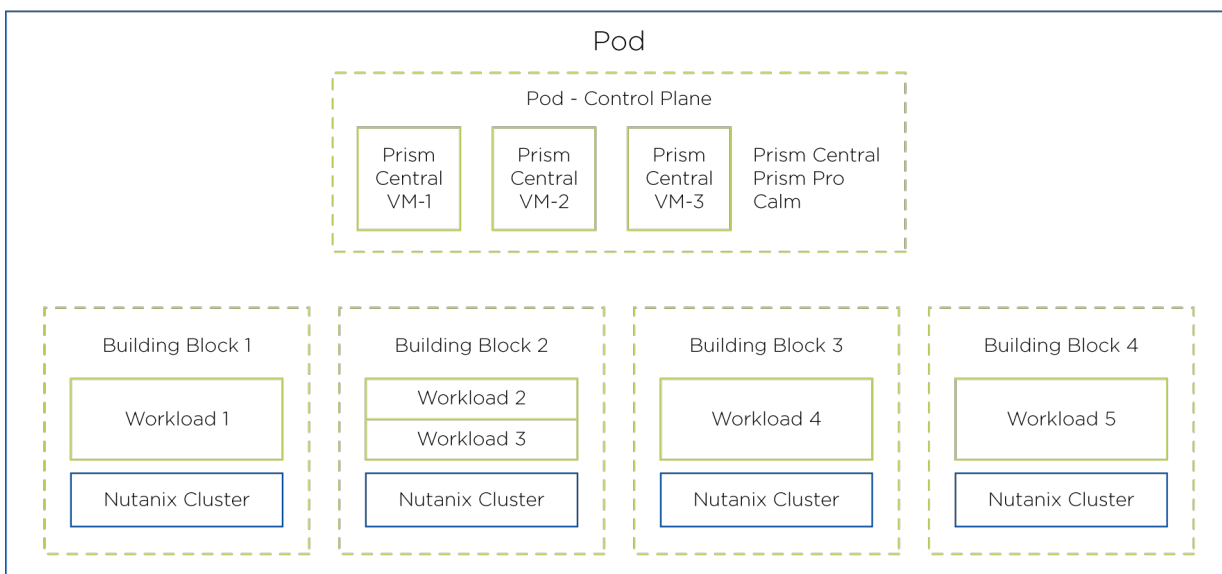 Pod
Pod - Control Plane
Prism
Central
VM-1
Prism
Central
VM-2
Prism
Central
VM-3
Prism Central
Prism Pro
Calm
Building Block 1
Workload 1
Nutanix Cluster
Building Block 2
Workload 2
Workload 3
Nutanix Cluster
Building Block 3
Workload 4
Nutanix Cluster
Building Block 4
Workload 5
Nutanix Cluster